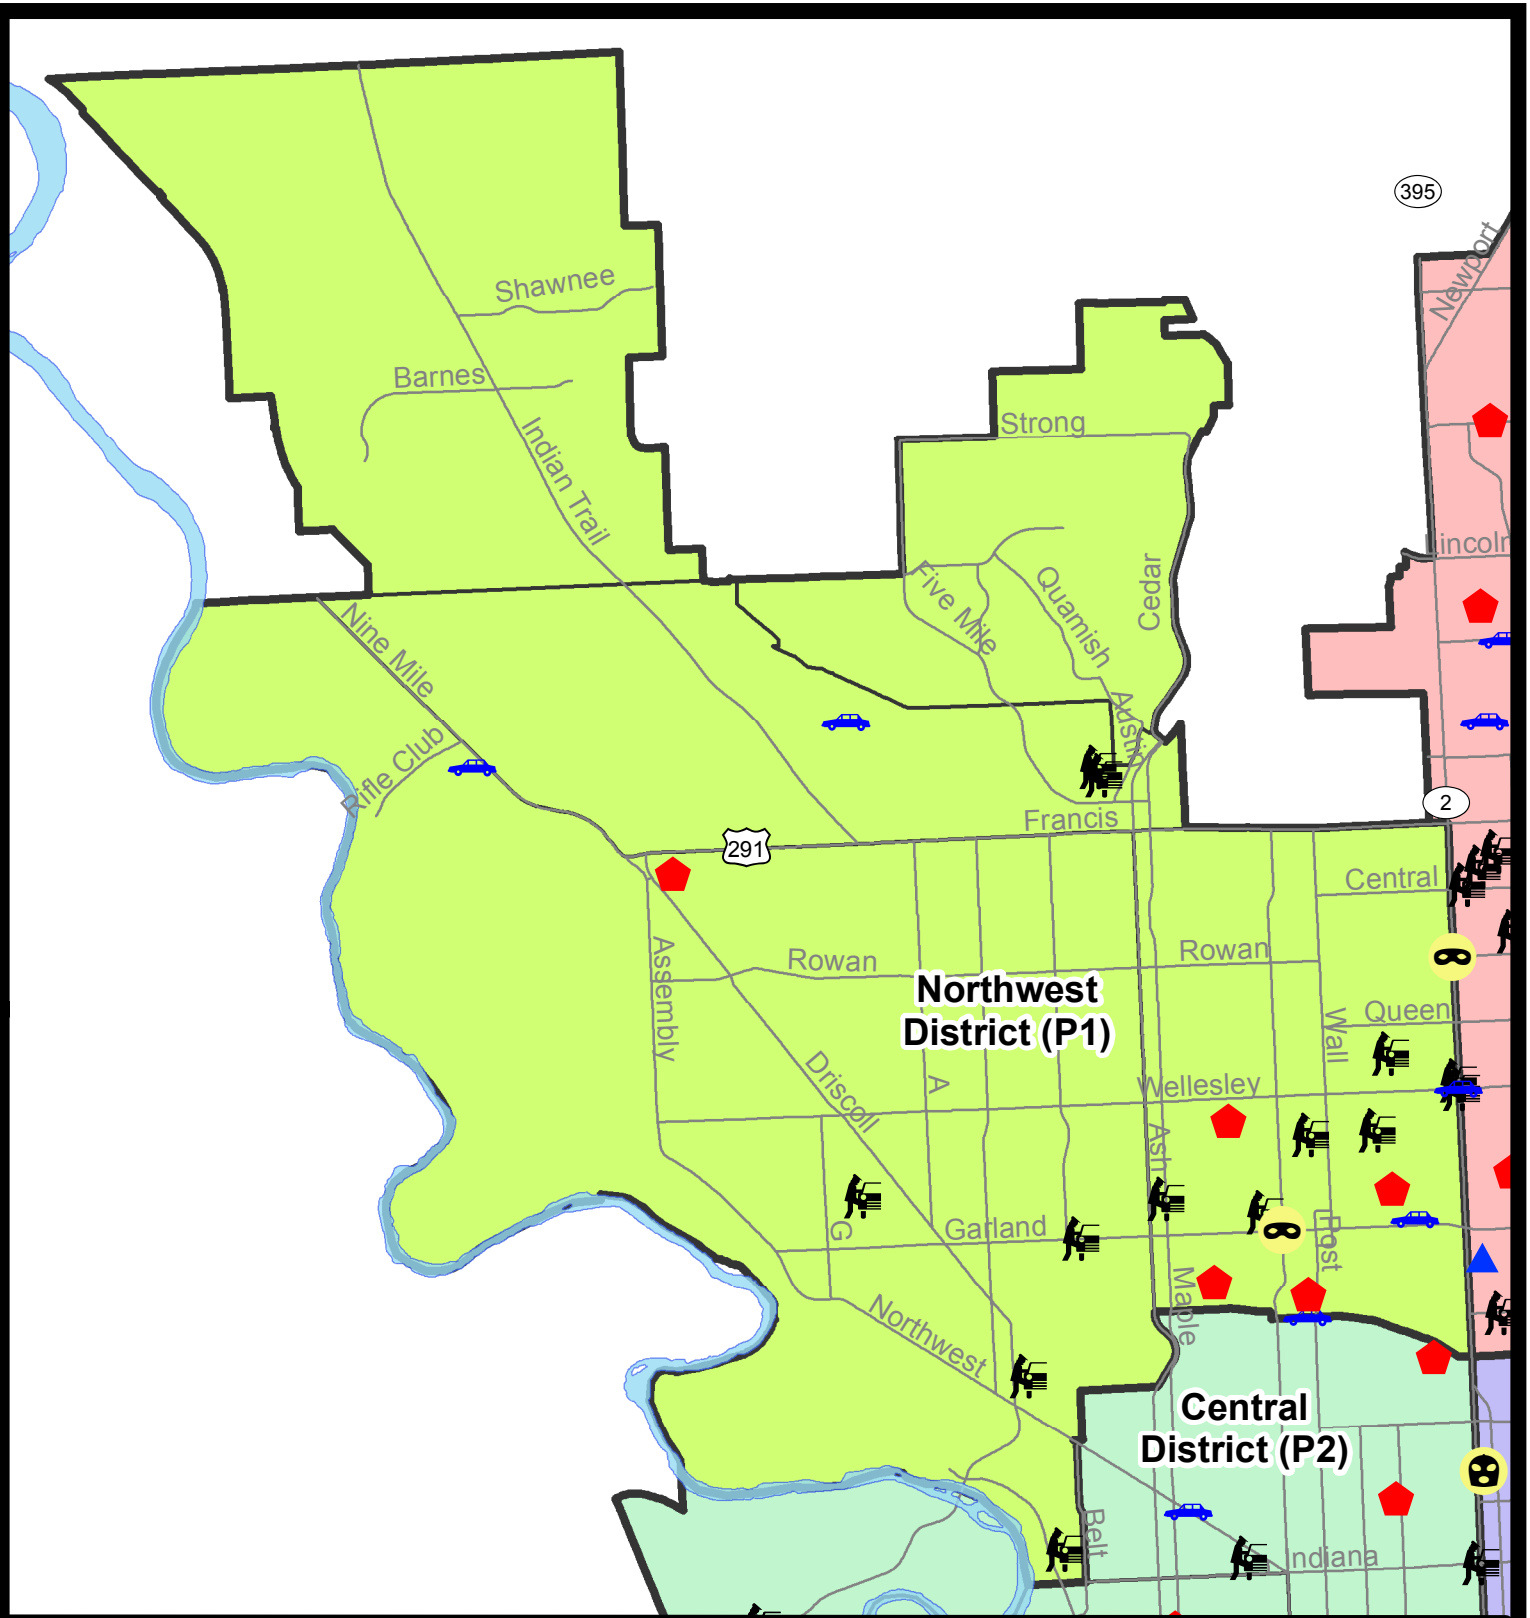 395
Newport
Shawnee
Barnes
Strong
Indian Trail
Lincoln
Five Mile
Quamish
Cedar
Nine Mile
Austin
Rifle Club
2
Francis
291
Central
Assembly
Rowan
Rowan
Northwest
District (P1)
Queen
Wall
Driscoll
A
Wellesley
Ash
G
Garland
Post
Maple
Northwest
Central
District (P2)
Belt
Indiana